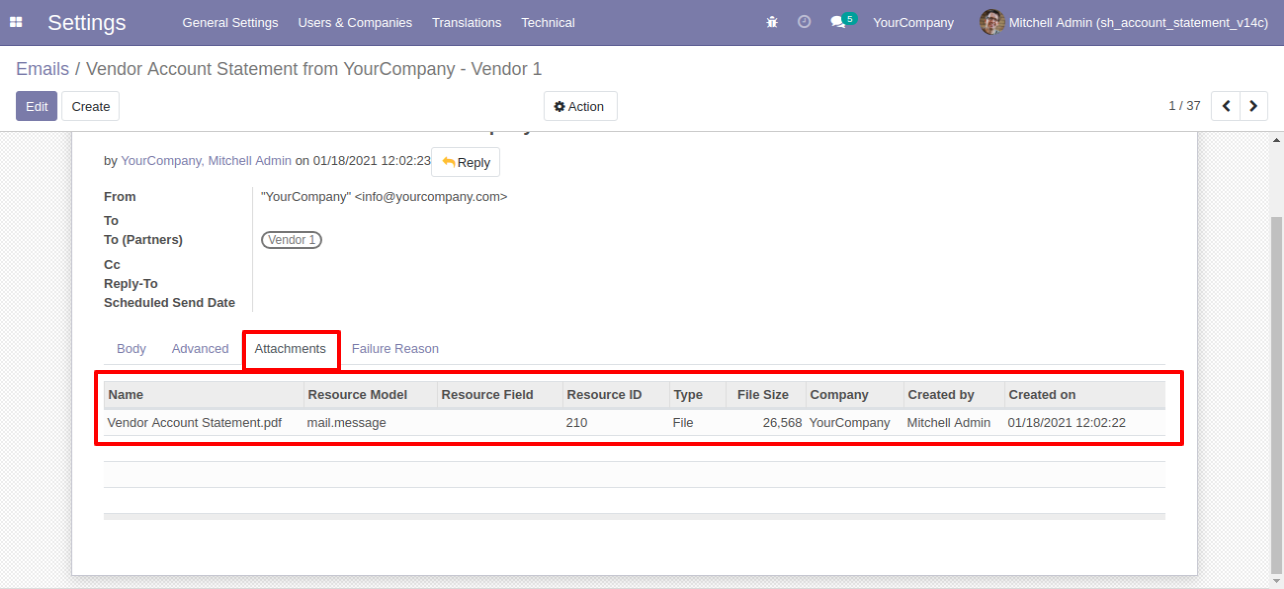 Settings General Settings Users & Companies Translations Technical 5 YourCompany Mitchell Admin (sh_account_statement_v14c)
Emails / Vendor Account Statement from YourCompany - Vendor 1
Edit Create Action 1 / 37
by YourCompany, Mitchell Admin on 01/18/2021 12:02:23 Reply
From "YourCompany" <info@yourcompany.com>
To
To (Partners) Vendor 1
Cc
Reply-To
Scheduled Send Date
Body Advanced Attachments Failure Reason
Name Resource Model Resource Field Resource ID Type File Size Company Created by Created on
Vendor Account Statement.pdf mail.message 210 File 26,568 YourCompany Mitchell Admin 01/18/2021 12:02:22